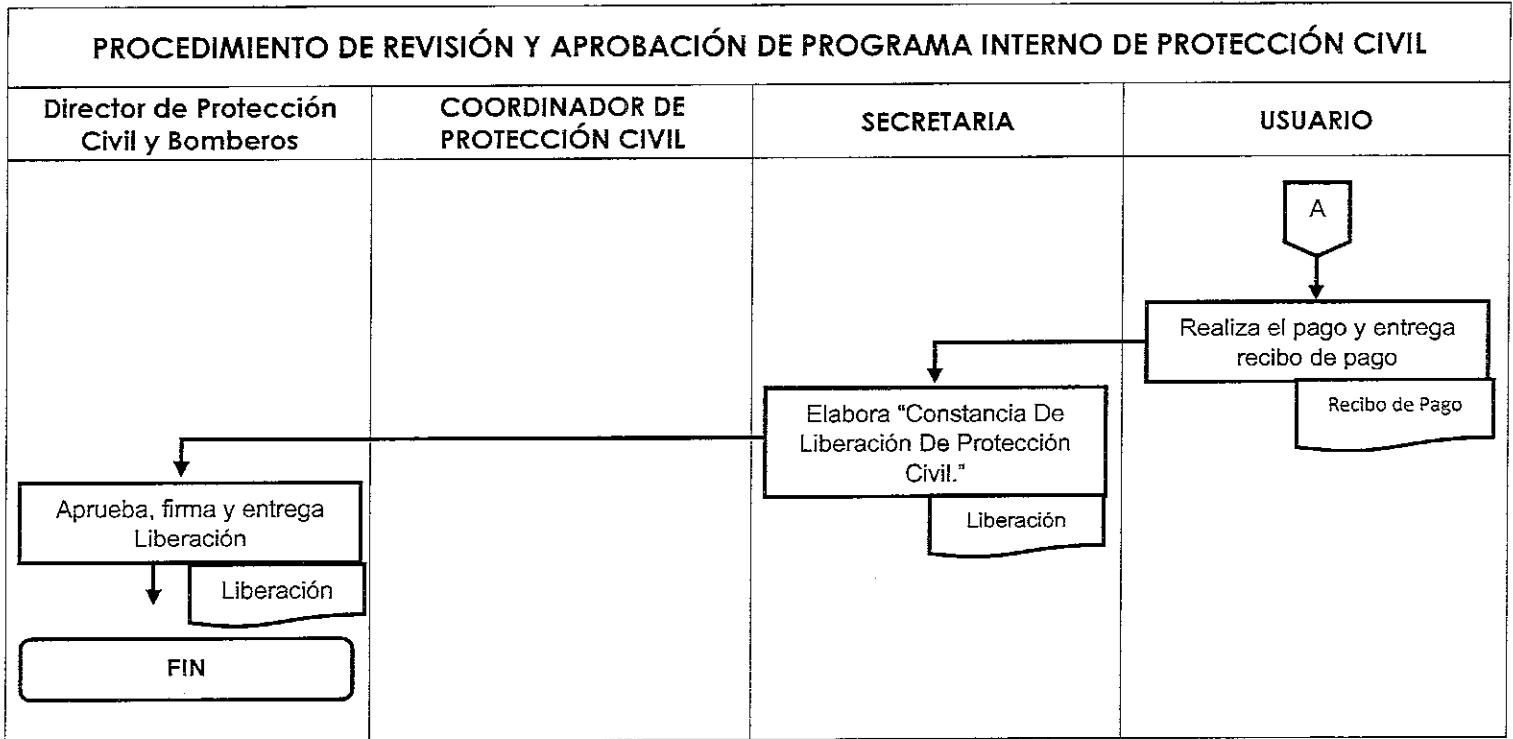 PROCEDIMIENTO DE REVISIÓN Y APROBACIÓN DE PROGRAMA INTERNO DE PROTECCIÓN CIVIL
Director de Protección
Civil y Bomberos
COORDINADOR DE
PROTECCIÓN CIVIL
SECRETARIA
USUARIO
A
Realiza el pago y entrega
recibo de pago
Recibo de Pago
Elabora “Constancia De
Liberación De Protección
Civil.”
Liberación
Aprueba, firma y entrega
Liberación
Liberación
FIN